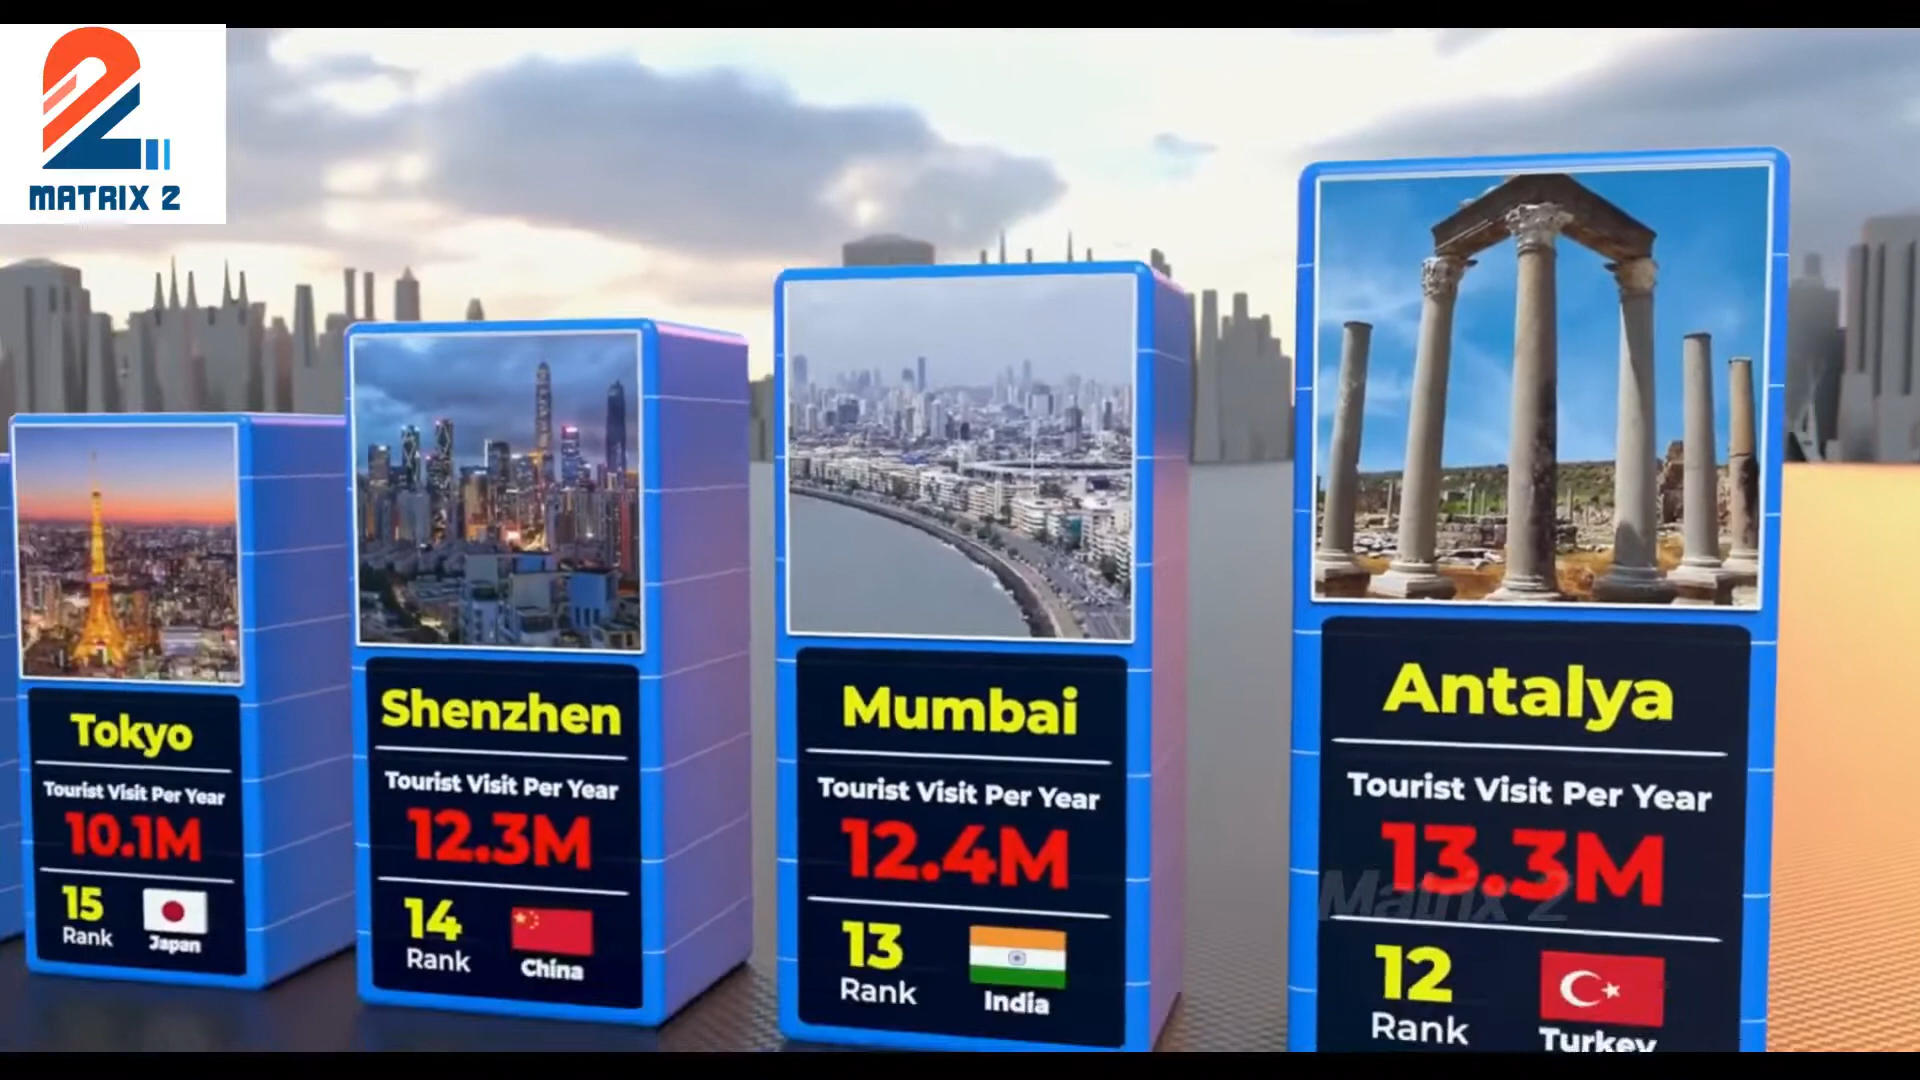 MATRIX 2
Tokyo
Tourist Visit Per Year
10.1M
15
Rank
Japan
Shenzhen
Tourist Visit Per Year
12.3M
14
Rank
China
Mumbai
Tourist Visit Per Year
12.4M
13
Rank
India
Antalya
Tourist Visit Per Year
13.3M
Matrix 2
12
Rank
Turkey